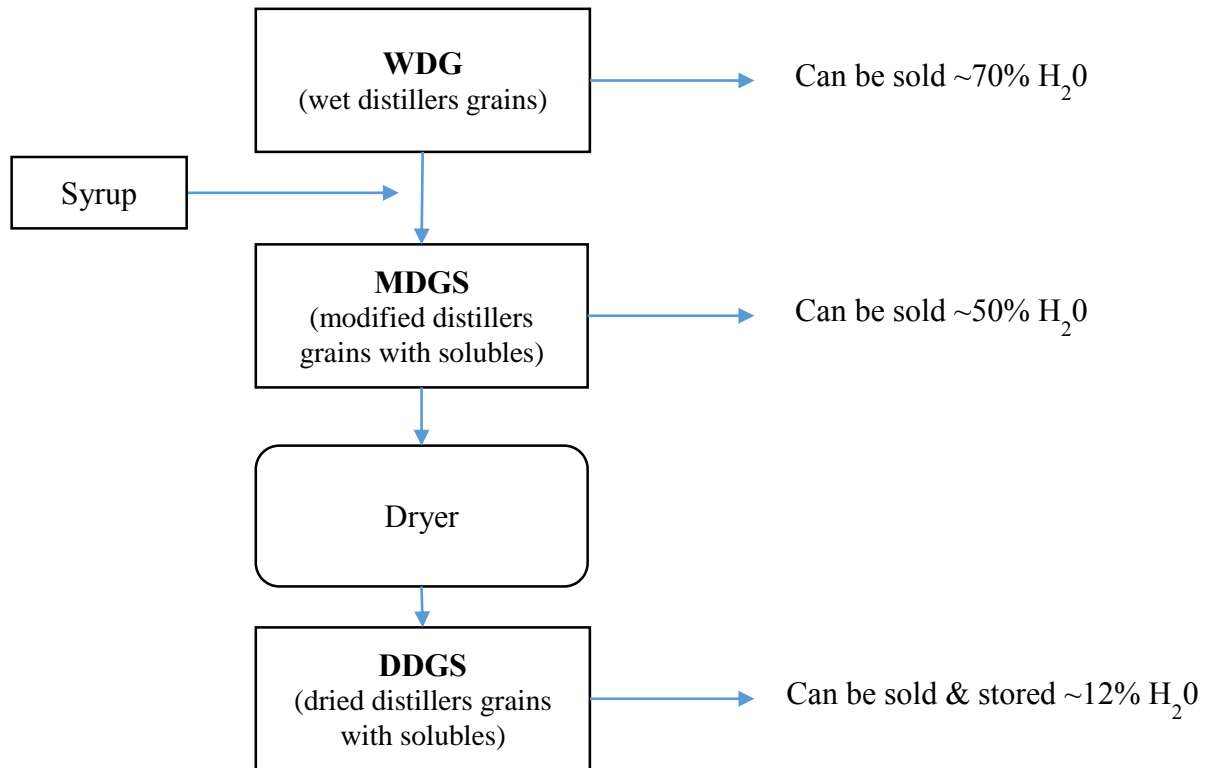 WDG
(wet distillers grains)
Can be sold ~70% H₂0
Syrup
MDGS
(modified distillers
grains with solubles)
Can be sold ~50% H₂0
Dryer
DDGS
(dried distillers grains
with solubles)
Can be sold & stored ~12% H₂0